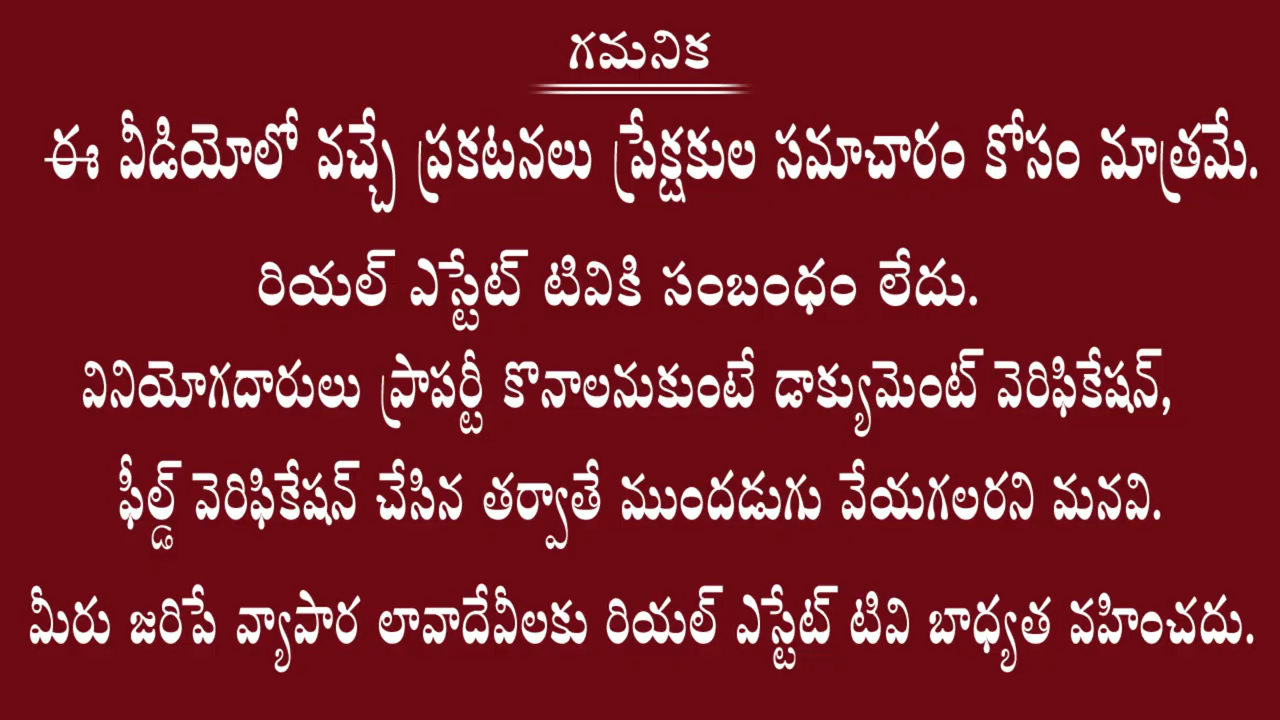 గమనిక
ఈ వీడియోలో వచ్చే ప్రకటనలు ప్రేక్షకుల సమాచారం కోసం మాత్రమే.
రియల్ ఎస్టేట్ టివికి సంబంధం లేదు.
వినియోగదారులు ప్రాపర్టీ కొనాలనుకుంటే డాక్యుమెంట్ వెరిఫికేషన్,
ఫీల్డ్ వెరిఫికేషన్ చేసిన తర్వాతే ముందడుగు వేయగలరని మనవి.
మీరు జరిపే వ్యాపార లావాదేవీలకు రియల్ ఎస్టేట్ టివి బాధ్యత వహించదు.